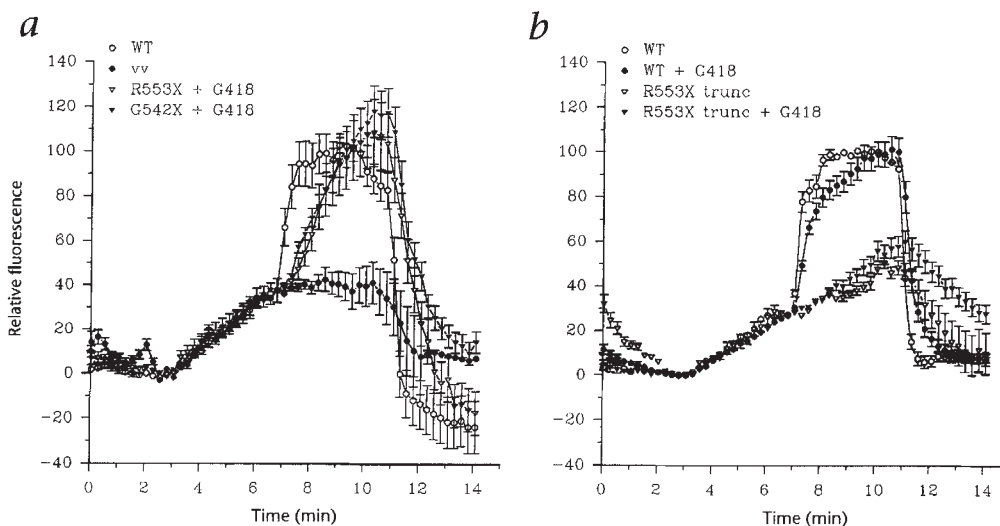 a
WT
vv
R553X + G418
G542X + G418
140
120
100
80
60
40
20
0
-20
-40
Relative fluorescence
0 2 4 6 8 10 12 14
Time (min)
b
WT
WT + G418
R553X trunc
R553X trunc + G418
140
120
100
80
60
40
20
0
-20
-40
0 2 4 6 8 10 12 14
Time (min)